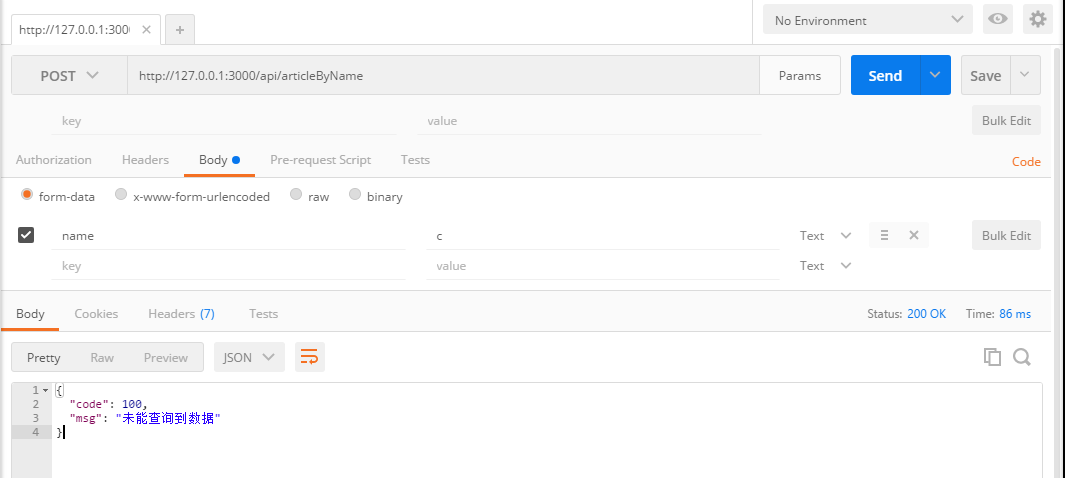 http://127.0.0.1:300 × +
No Environment
POST http://127.0.0.1:3000/api/articleByName Params Send Save
key value Bulk Edit
Authorization Headers Body Pre-request Script Tests Code
form-data x-www-form-urlencoded raw binary
name c Text Bulk Edit
key value Text
Body Cookies Headers (7) Tests Status: 200 OK Time: 86 ms
Pretty Raw Preview JSON
1 {
2 "code": 100,
3 "msg": "未能查询到数据"
4 }